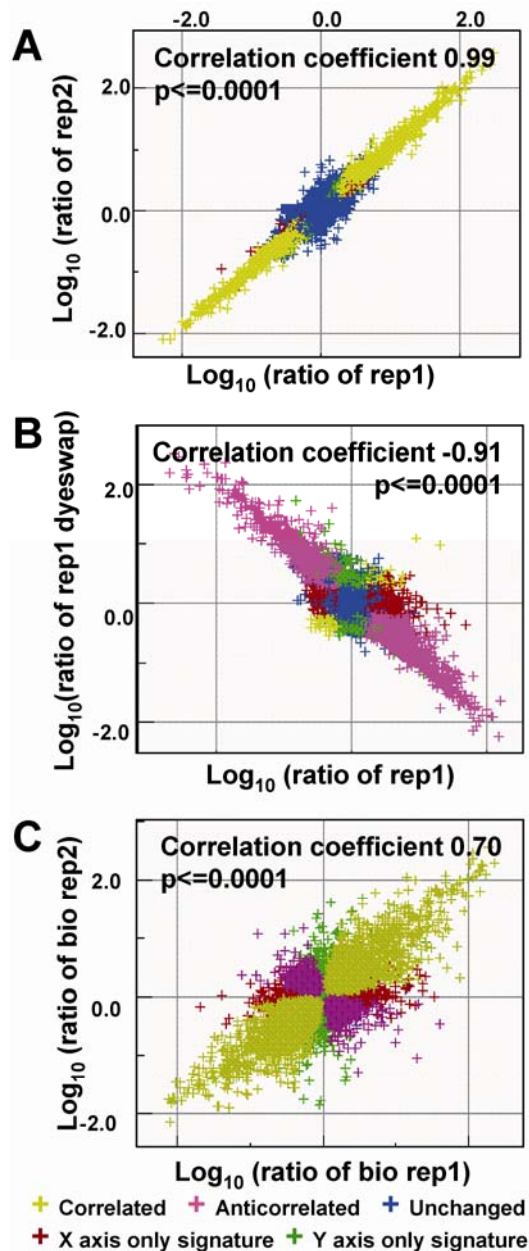 -2.0 0.0 2.0
A
Correlation coefficient 0.99
p<=0.0001
2.0
0.0
-2.0
Log10 (ratio of rep2)
Log10 (ratio of rep1)
B
Correlation coefficient -0.91
p<=0.0001
2.0
0.0
-2.0
Log10(ratio of rep1 dyeswap)
Log10 (ratio of rep1)
C
Correlation coefficient 0.70
p<=0.0001
2.0
0.0
-2.0
Log10 (ratio of bio rep2)
Log10 (ratio of bio rep1)
+ Correlated + Anticorrelated + Unchanged
+ X axis only signature + Y axis only signature